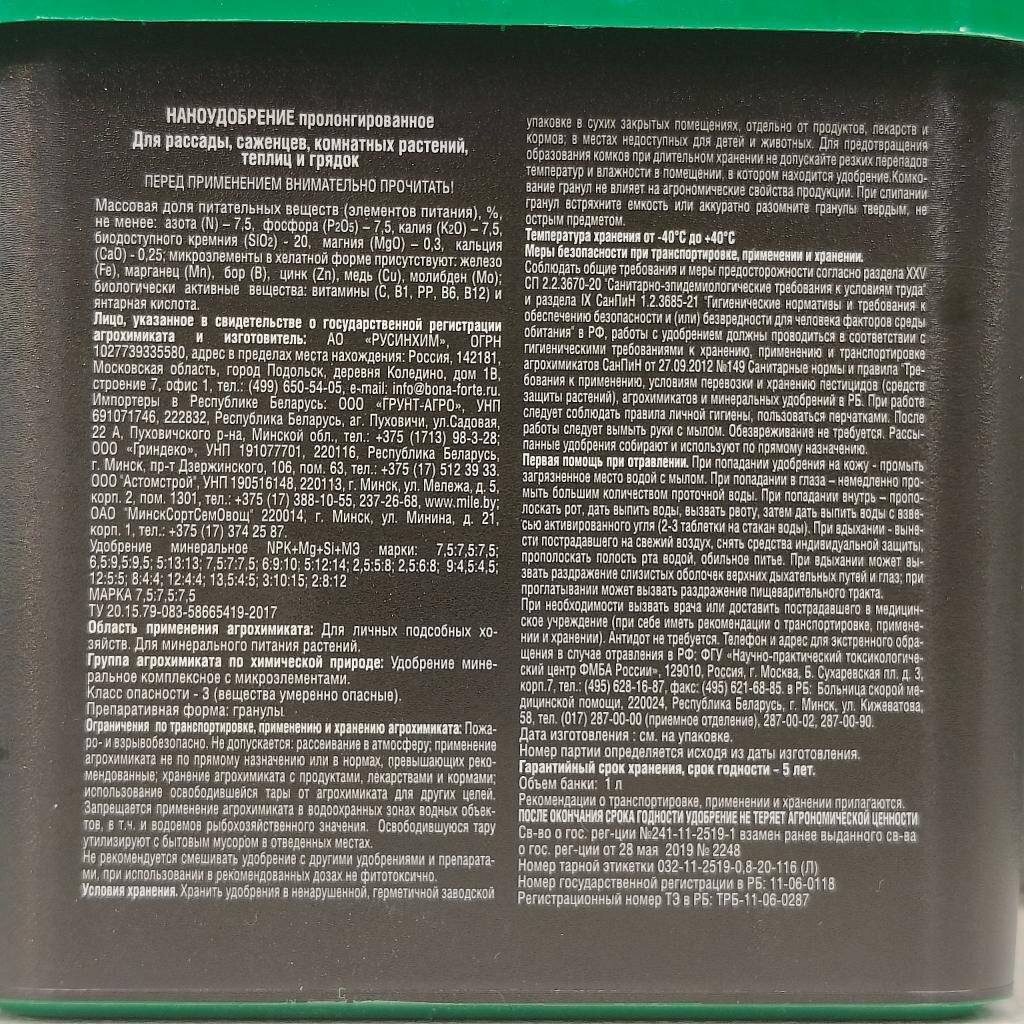 НАНОУДОБРЕНИЕ пролонгированное
Для рассады, саженцев, комнатных растений,
теплиц и грядок
ПЕРЕД ПРИМЕНЕНИЕМ ВНИМАТЕЛЬНО ПРОЧИТАТЬ!
Массовая доля питательных веществ (элементов питания), %,
не менее: азота (N) – 7,5, фосфора (P₂O₅) – 7,5, калия (K₂O) – 7,5,
биодоступного кремния (SiO₂) - 20, магния (MgO) – 0,3, кальция
(CaO) - 0,25; микроэлементы в хелатной форме присутствуют: железо
(Fe), марганец (Mn), бор (B), цинк (Zn), медь (Cu), молибден (Mo);
биологически активные вещества: витамины (C, B1, PP, B6, B12) и
янтарная кислота.
Лицо, указанное в свидетельстве о государственной регистрации
агрохимиката и изготовитель: АО «РУСИНХИМ», ОГРН
1027739335580, адрес в пределах места нахождения: Россия, 142181,
Московская область, город Подольск, деревня Коледино, дом 1В,
строение 7, офис 1, тел.: (499) 650-54-05, e-mail: info@bona-forte.ru.
Импортеры в Республике Беларусь: ООО «ГРУНТ-АГРО», УНП
691071746, 222832, Республика Беларусь, аг. Пуховичи, ул.Садовая,
22 А, Пуховичского р-на, Минской обл., тел.: +375 (1713) 98-3-28;
ООО «Гриндеко», УНП 191077701, 220116, Республика Беларусь,
г. Минск, пр-т Дзержинского, 106, пом. 63, тел.: +375 (17) 512 39 33.
ООО "Астомстрой", УНП 190516148, 220113, г. Минск, ул. Мележа, д. 5,
корп. 2, пом. 1301, тел.: +375 (17) 388-10-55, 237-26-68, www.mile.by;
ОАО "МинскСортСемОвощ" 220014, г. Минск, ул. Минина, д. 21,
корп. 1, тел.: +375 (17) 374 25 87.
Удобрение минеральное NPK+Mg+Si+МЭ марки: 7,5:7,5:7,5;
6,5:9,5:9,5; 5:13:13; 7,5:7:7,5; 6:9:10; 5:12:14; 2,5:5:8; 2,5:6:8; 9:4,5:4,5;
12:5:5; 8:4:4; 12:4:4; 13,5:4:5; 3:10:15; 2:8:12
МАРКА 7,5:7,5:7,5
ТУ 20.15.79-083-58665419-2017
Область применения агрохимиката: Для личных подсобных хо-
зяйств. Для минерального питания растений.
Группа агрохимиката по химической природе: Удобрение мине-
ральное комплексное с микроэлементами.
Класс опасности - 3 (вещества умеренно опасные).
Препаративная форма: гранулы
Ограничения по транспортировке, применению и хранению агрохимиката: Пожа-
ро- и взрывобезопасно. Не допускается: рассеивание в атмосферу; применение
агрохимиката не по прямому назначению или в нормах, превышающих реко-
мендованные; хранение агрохимиката с продуктами, лекарствами и кормами;
использование освободившейся тары от агрохимиката для других целей.
Запрещается применение агрохимиката в водоохранных зонах водных объек-
тов, в т.ч. и водоемов рыбохозяйственного значения. Освободившуюся тару
утилизируют с бытовым мусором в отведенных местах.
Не рекомендуется смешивать удобрение с другими удобрениями и препарата-
ми, при использовании в рекомендованных дозах не фитотоксично.
Условия хранения. Хранить удобрения в ненарушенной, герметичной заводской
упаковке в сухих закрытых помещениях, отдельно от продуктов, лекарств и
кормов; в местах недоступных для детей и животных. Для предотвращения
образования комков при длительном хранении не допускайте резких перепадов
температур и влажности в помещении, в котором находится удобрение.Комко-
вание гранул не влияет на агрономические свойства продукции. При слипании
гранул встряхните емкость или аккуратно разомните гранулы твердым, не
острым предметом.
Температура хранения от -40°С до +40°С
Меры безопасности при транспортировке, применении и хранении.
Соблюдать общие требования и меры предосторожности согласно раздела XXV
СП 2.2.3670-20 "Санитарно-эпидемиологические требования к условиям труда"
и раздела IX СанПиН 1.2.3685-21 "Гигиенические нормативы и требования к
обеспечению безопасности и (или) безвредности для человека факторов среды
обитания" в РФ, работы с удобрением должны проводиться в соответствии с
гигиеническими требованиями к хранению, применению и транспортировке
агрохимикатов СанПиН от 27.09.2012 №149 Санитарные нормы и правила "Тре-
бования к применению, условиям перевозки и хранению пестицидов (средств
защиты растений), агрохимикатов и минеральных удобрений в РБ. При работе
следует соблюдать правила личной гигиены, пользоваться перчатками. После
работы следует вымыть руки с мылом. Обезвреживание не требуется. Рассы-
панные удобрения собирают и используют по прямому назначению.
Первая помощь при отравлении. При попадании удобрения на кожу - промыть
загрязненное место водой с мылом. При попадании в глаза – немедленно про-
мыть большим количеством проточной воды. При попадании внутрь – пропо-
лоскать рот, дать выпить воды, вызвать рвоту, затем дать выпить воды с взве-
сью активированного угля (2-3 таблетки на стакан воды). При вдыхании - выне-
сти пострадавшего на свежий воздух, снять средства индивидуальной защиты,
прополоскать полость рта водой, обильное питье. При вдыхании может вы-
звать раздражение слизистых оболочек верхних дыхательных путей и глаз; при
проглатывании может вызвать раздражение пищеварительного тракта.
При необходимости вызвать врача или доставить пострадавшего в медицин-
ское учреждение (при себе иметь рекомендации о транспортировке, примене-
нии и хранении). Антидот не требуется. Телефон и адрес для экстренного обра-
щения в случае отравления в РФ: ФГУ «Научно-практический токсикологиче-
ский центр ФМБА России», 129010, Россия, г. Москва, Б. Сухаревская пл. д. 3,
корп.7, тел.: (495) 628-16-87, факс: (495) 621-68-85. в РБ: Больница скорой ме-
дицинской помощи, 220024, Республика Беларусь, г. Минск, ул. Кижеватова,
58, тел. (017) 287-00-00 (приемное отделение), 287-00-02, 287-00-90.
Дата изготовления : см. на упаковке.
Номер партии определяется исходя из даты изготовления.
Гарантийный срок хранения, срок годности – 5 лет.
Объем банки: 1 л
Рекомендации о транспортировке, применении и хранении прилагаются.
ПОСЛЕ ОКОНЧАНИЯ СРОКА ГОДНОСТИ УДОБРЕНИЕ НЕ ТЕРЯЕТ АГРОНОМИЧЕСКОЙ ЦЕННОСТИ
Св-во о гос. рег-ции №241-11-2519-1 взамен ранее выданного св-ва
о гос. рег-ции от 28 мая 2019 № 2248
Номер тарной этикетки 032-11-2519-0,8-20-116 (Л)
Номер государственной регистрации в РБ: 11-06-0118
Регистрационный номер ТЭ в РБ: ТРБ-11-06-0287